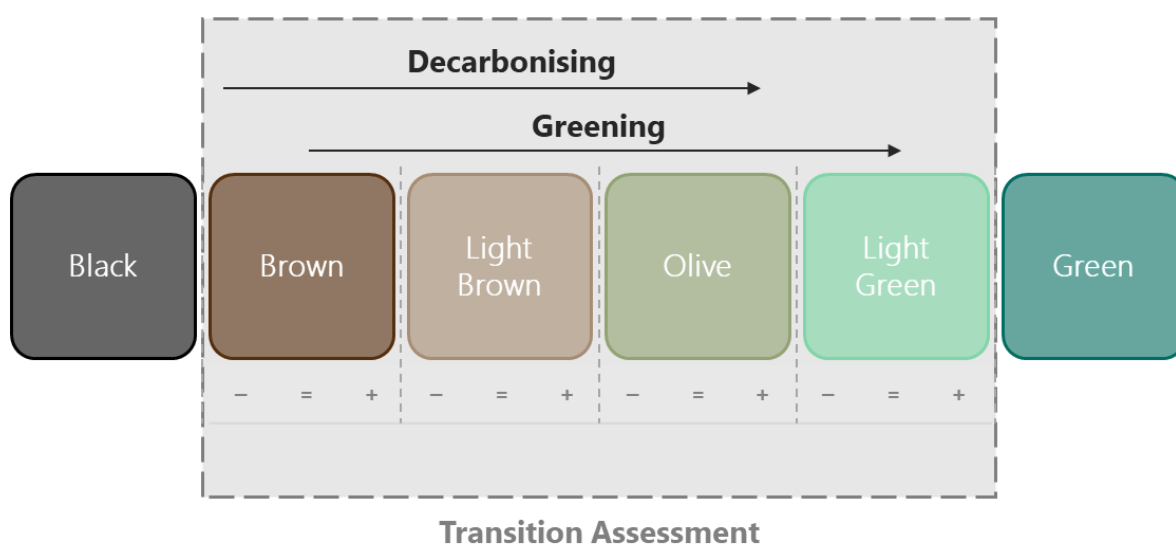 Decarbonising
Greening
Black
Brown
Light
Brown
Olive
Light
Green
Green
– = + – = + – = + – = +
Transition Assessment